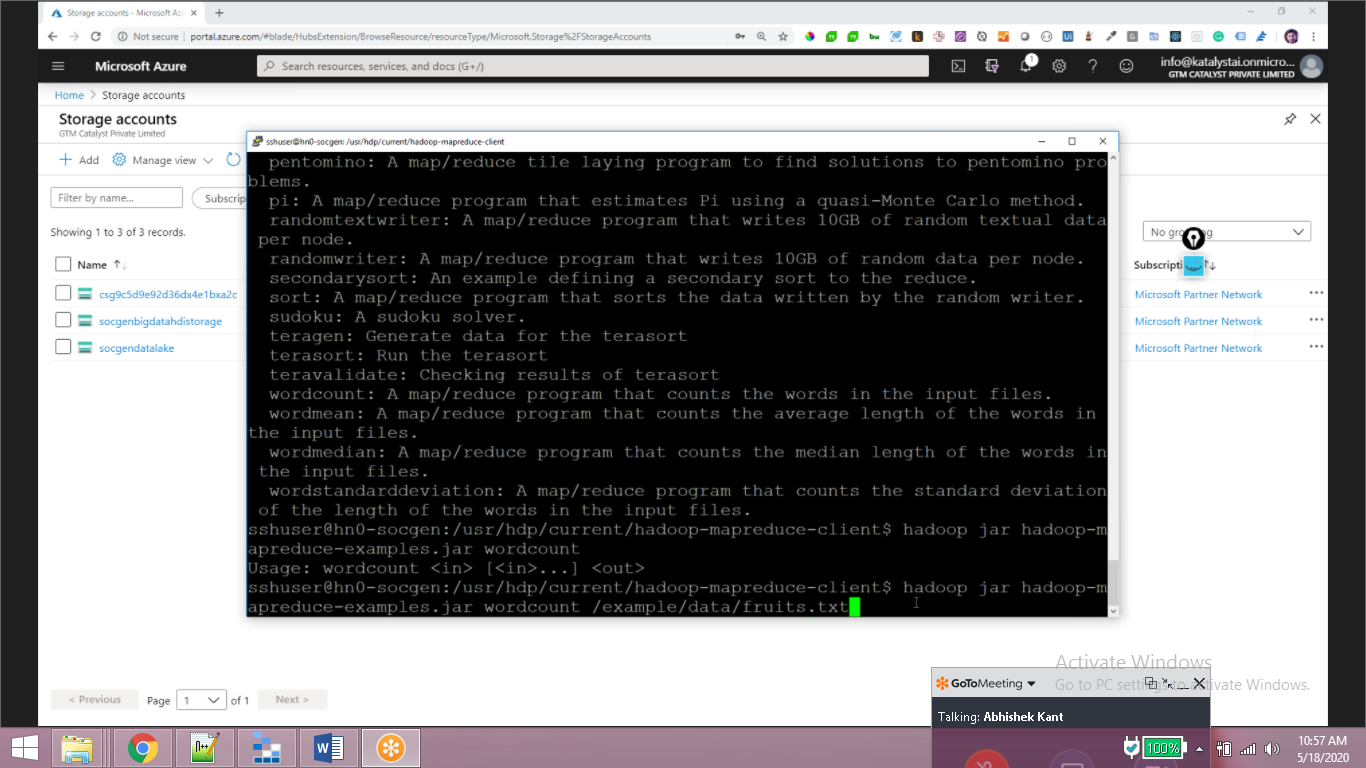 Storage accounts - Microsoft Az
Not secure | portal.azure.com/#blade/HubsExtension/BrowseResource/resourceType/Microsoft.Storage%2FStorageAccounts
Microsoft Azure
Search resources, services, and docs (G+/)
1
info@katalystai.onmicro...
GTM CATALYST PRIVATE LIMITED
Home > Storage accounts
Storage accounts
GTM Catalyst Private Limited
+ Add
Manage view
sshuser@hn0-socgen: /usr/hdp/current/hadoop-mapreduce-client
pentomino: A map/reduce tile laying program to find solutions to pentomino pro
blems.
pi: A map/reduce program that estimates Pi using a quasi-Monte Carlo method.
randomtextwriter: A map/reduce program that writes 10GB of random textual data
per node.
randomwriter: A map/reduce program that writes 10GB of random data per node.
secondarysort: An example defining a secondary sort to the reduce.
sort: A map/reduce program that sorts the data written by the random writer.
sudoku: A sudoku solver.
teragen: Generate data for the terasort
terasort: Run the terasort
teravalidate: Checking results of terasort
wordcount: A map/reduce program that counts the words in the input files.
wordmean: A map/reduce program that counts the average length of the words in
the input files.
wordmedian: A map/reduce program that counts the median length of the words in
the input files.
wordstandarddeviation: A map/reduce program that counts the standard deviation
of the length of the words in the input files.
sshuser@hn0-socgen:/usr/hdp/current/hadoop-mapreduce-client$ hadoop jar hadoop-m
apreduce-examples.jar wordcount
Usage: wordcount <in> [<in>...] <out>
sshuser@hn0-socgen:/usr/hdp/current/hadoop-mapreduce-client$ hadoop jar hadoop-m
apreduce-examples.jar wordcount /example/data/fruits.txt
Filter by name...
Subscrip
Showing 1 to 3 of 3 records.
No gro
Name
Subscripti
csg9c5d9e92d36dx4e1bxa2c
Microsoft Partner Network
socgenbigdatahdistorage
Microsoft Partner Network
socgendatalake
Microsoft Partner Network
< Previous
Page
1
of 1
Next >
Activate Windows
Go to PC settings to activate Windows.
GoToMeeting
Talking: Abhishek Kant
100%
10:57 AM
5/18/2020